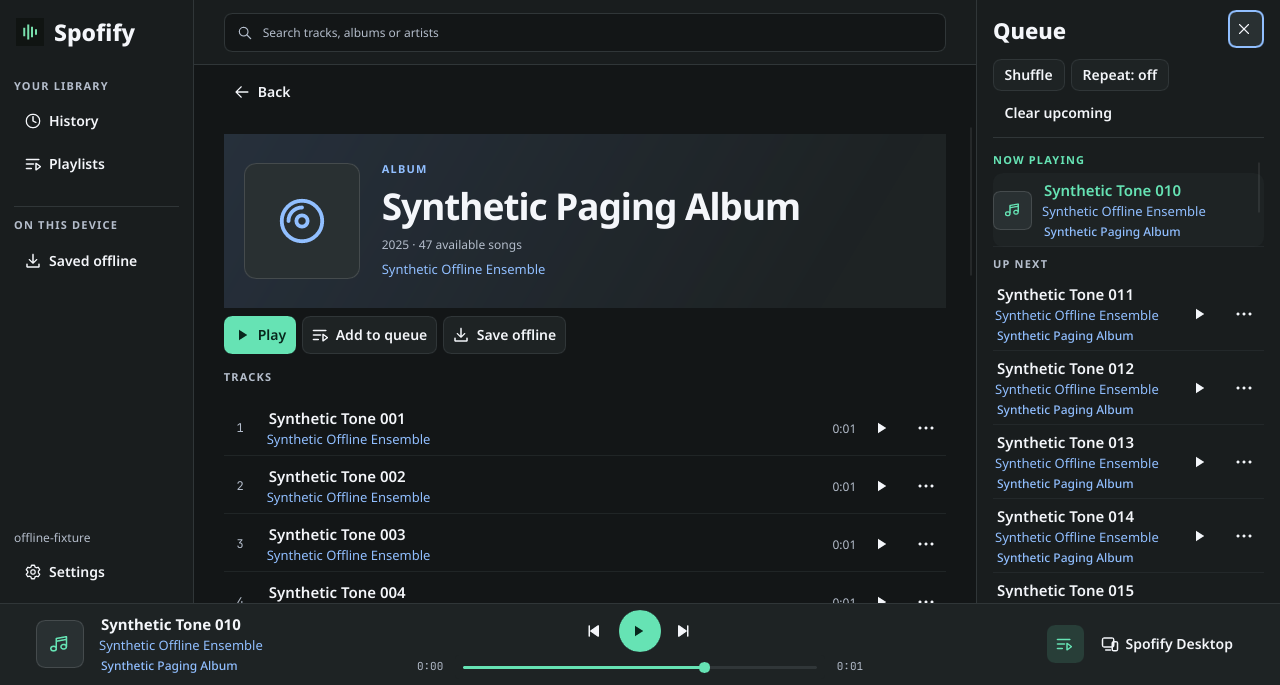 Spofify
YOUR LIBRARY
History
Playlists
ON THIS DEVICE
Saved offline
offline-fixture
Settings
Search tracks, albums or artists
Back
ALBUM
Synthetic Paging Album
2025 · 47 available songs
Synthetic Offline Ensemble
Play
Add to queue
Save offline
TRACKS
1 Synthetic Tone 001 0:01
Synthetic Offline Ensemble
2 Synthetic Tone 002 0:01
Synthetic Offline Ensemble
3 Synthetic Tone 003 0:01
Synthetic Offline Ensemble
4 Synthetic Tone 004 0:01
Queue
Shuffle
Repeat: off
Clear upcoming
NOW PLAYING
Synthetic Tone 010
Synthetic Offline Ensemble
Synthetic Paging Album
UP NEXT
Synthetic Tone 011
Synthetic Offline Ensemble
Synthetic Paging Album
Synthetic Tone 012
Synthetic Offline Ensemble
Synthetic Paging Album
Synthetic Tone 013
Synthetic Offline Ensemble
Synthetic Paging Album
Synthetic Tone 014
Synthetic Offline Ensemble
Synthetic Paging Album
Synthetic Tone 015
Synthetic Tone 010
Synthetic Offline Ensemble
Synthetic Paging Album
0:00
0:01
Spofify Desktop